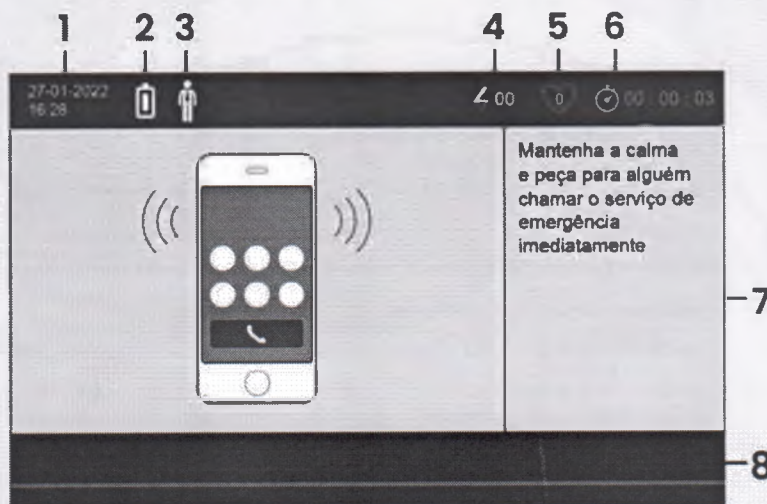 1 2 3 4 5 6
27-01-2022
16:28
00 0 00 : 00 : 03
Mantenha a calma
e peça para alguém
chamar o serviço de
emergência
imediatamente
7
8